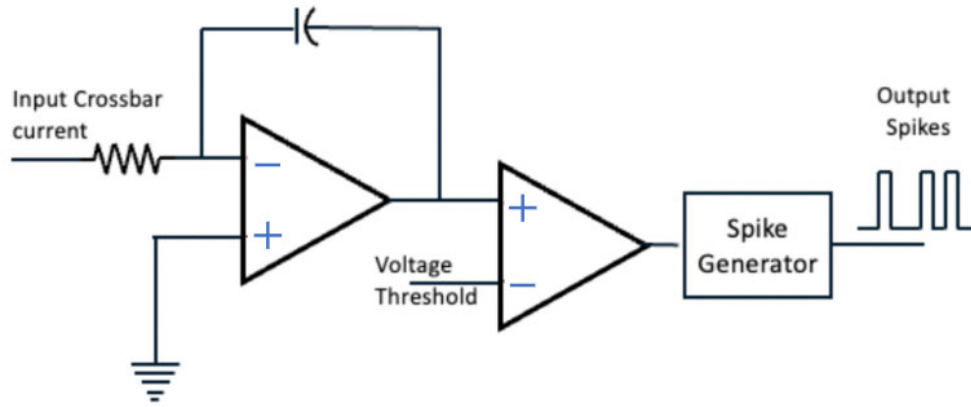 Input Crossbar
current
−
+
Voltage
Threshold
+
−
Spike
Generator
Output
Spikes